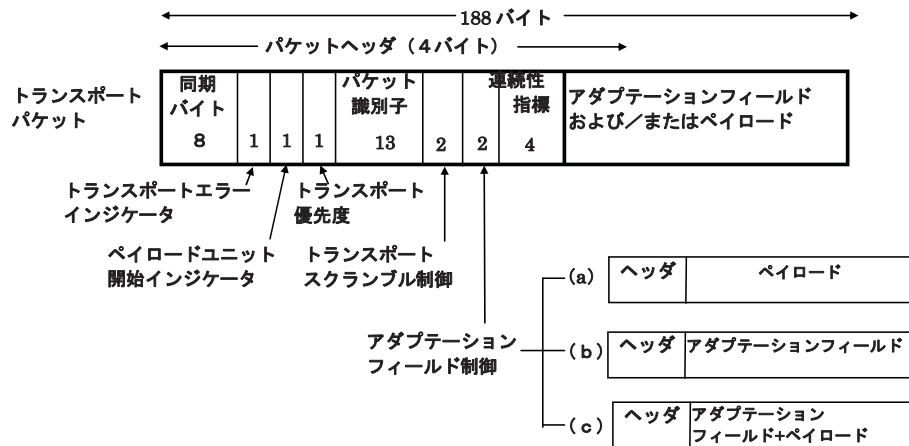 188 バイト
パケットヘッダ（４バイト）
トランスポート
パケット
同期
バイト
8
1
1
1
パケット
識別子
13
2
2
連続性
指標
4
アダプテーションフィールド
および／またはペイロード
トランスポートエラー
インジケータ
トランスポート
優先度
ペイロードユニット
開始インジケータ
トランスポート
スクランブル制御
アダプテーション
フィールド制御
(a)
ヘッダ
ペイロード
(ｂ)
ヘッダ
アダプテーションフィールド
(ｃ)
ヘッダ
アダプテーション
フィールド+ペイロード